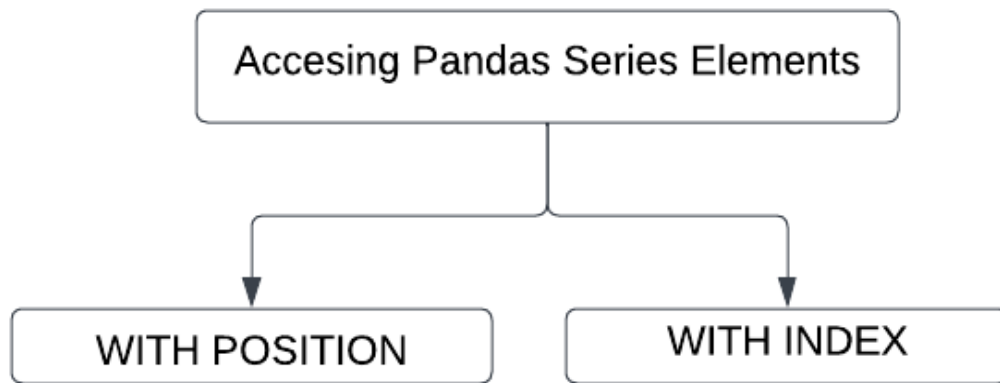 Accesing Pandas Series Elements
WITH POSITION
WITH INDEX